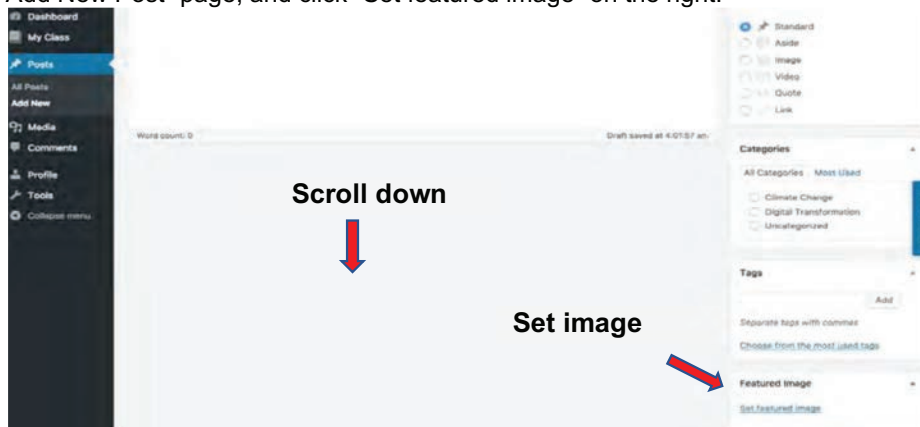 Add New Post" page, and click "Set featured image" on the right.
Dashboard
My Class
Posts
All Posts
Add New
Media
Comments
Profile
Tools
Collapse menu
Word count: 0
Draft saved at 4:01:57 am.
Scroll down
Set image
Standard
Aside
Image
Video
Quote
Link
Categories
All Categories Most Used
Climate Change
Digital Transformation
Uncategorized
Tags
Add
Separate tags with commas
Choose from the most used tags
Featured Image
Set featured image